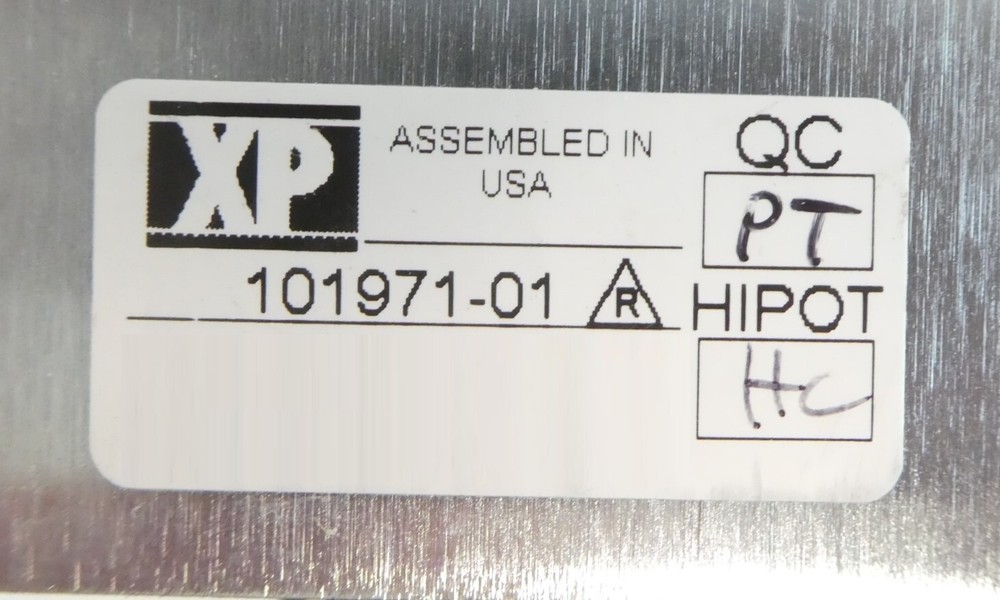 XP
ASSEMBLED IN
USA
101971-01 R
QC
PT
HIPOT
HC